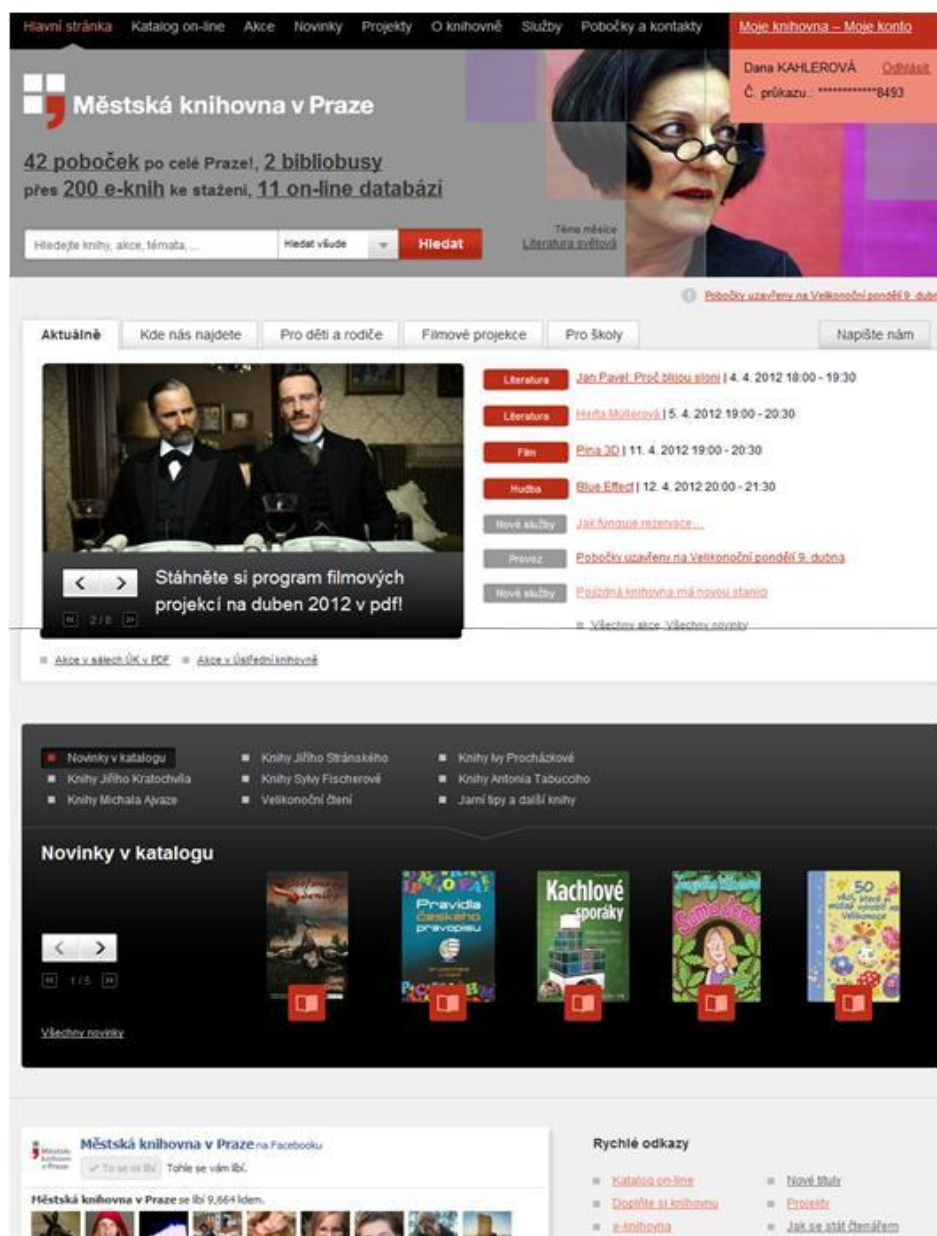 Hlavní stránka Katalog on-line Akce Novinky Projekty O knihovně Služby Pobočky a kontakty Moje knihovna – Moje konto
Dana KAHLEROVÁ Odhlásit
Č. průkazu.: ************8493
Městská knihovna v Praze
42 poboček po celé Praze!, 2 bibliobusy
přes 200 e-knih ke stažení, 11 on-line databází
Hledejte knihy, akce, témata, ... Hledat všude Hledat
Téma měsíce
Literatura světová
Pobočky uzavřeny na Velikonoční pondělí 9. dubn
Aktuálně Kde nás najdete Pro děti a rodiče Filmové projekce Pro školy Napište nám
Literatura Jan Pavel: Proč blijou sloni | 4. 4. 2012 18:00 - 19:30
Literatura Herta Müllerová | 5. 4. 2012 19:00 - 20:30
Film Pina 3D | 11. 4. 2012 19:00 - 20:30
Hudba Blue Effect | 12. 4. 2012 20:00 - 21:30
Nové služby Jak funguje rezervace...
Provoz Pobočky uzavřeny na Velikonoční pondělí 9. dubna
Nové služby Pojízdná knihovna má novou stanici
Všechny akce, Všechny novinky
Stáhněte si program filmových
projekcí na duben 2012 v pdf!
2 / 6
Akce v sálech ÚK v PDF Akce v Ústřední knihovně
Novinky v katalogu Knihy Jiřího Stránského Knihy Ivy Procházkové
Knihy Jiřího Kratochvila Knihy Sylvy Fischerové Knihy Antonia Tabucciho
Knihy Michala Ajvaze Velikonoční čtení Jarní tipy a další knihy
Novinky v katalogu
Pravidla
českého
pravopisu
Kachlové
sporáky
50
věcí, které si
můžeš vyrobit na
Velikonoce
1 / 5
Všechny novinky
Městská knihovna v Praze na Facebooku
To se mi líbí Tohle se vám líbí.
Městská knihovna v Praze se líbí 9,664 lidem.
Rychlé odkazy
Katalog on-line Nové tituly
Doplňte si knihovnu Projekty
e-knihovna Jak se stát čtenářem